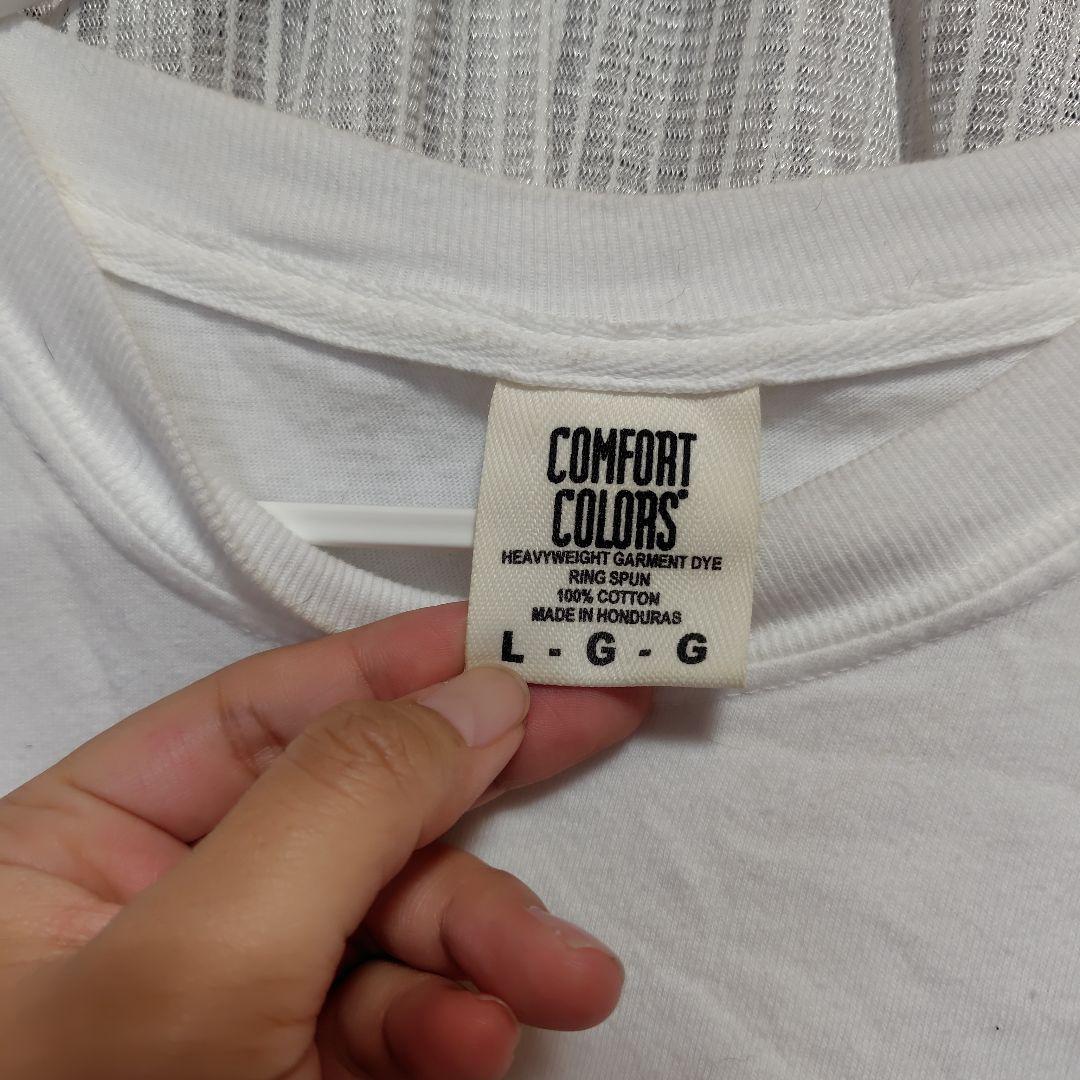 COMFORT
COLORS®
HEAVYWEIGHT GARMENT DYE
RING SPUN
100% COTTON
MADE IN HONDURAS
L - G - G